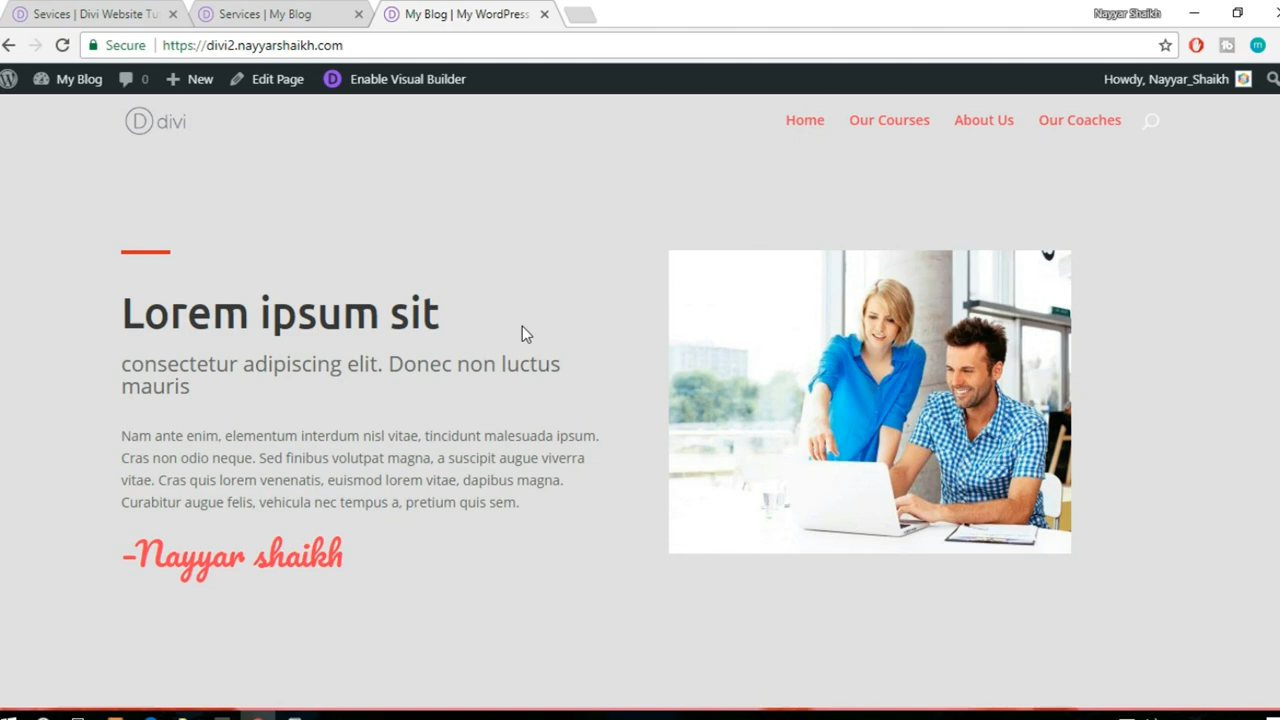 Sevices | Divi Website Tu
Services | My Blog
My Blog | My WordPress
Nayyar Shaikh
Secure
https://divi2.nayyarshaikh.com
My Blog
0
New
Edit Page
D
Enable Visual Builder
Howdy, Nayyar_Shaikh
D divi
Home
Our Courses
About Us
Our Coaches
Lorem ipsum sit
consectetur adipiscing elit. Donec non luctus
mauris
Nam ante enim, elementum interdum nisl vitae, tincidunt malesuada ipsum.
Cras non odio neque. Sed finibus volutpat magna, a suscipit augue viverra
vitae. Cras quis lorem venenatis, euismod lorem vitae, dapibus magna.
Curabitur augue felis, vehicula nec tempus a, pretium quis sem.
-Nayyar shaikh